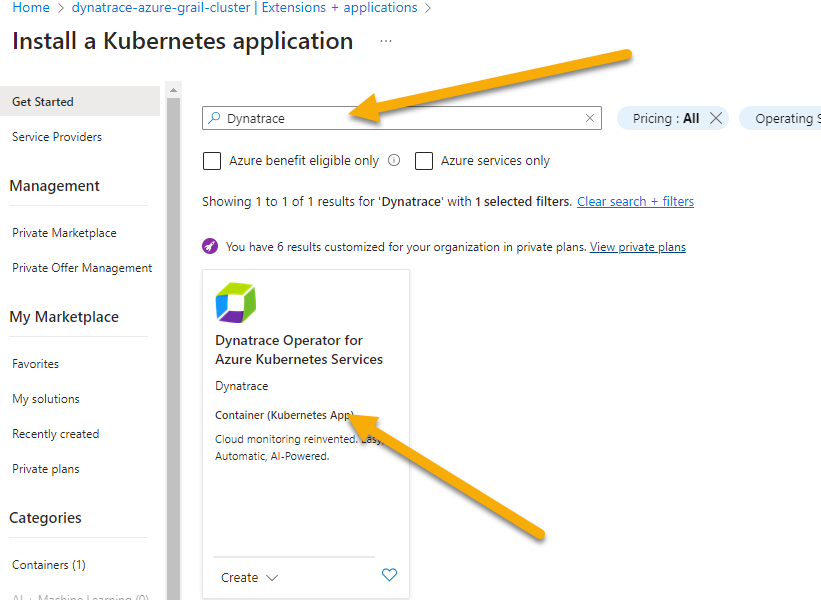 Home > dynatrace-azure-grail-cluster | Extensions + applications >
Install a Kubernetes application ...
Get Started
Service Providers
Management
Private Marketplace
Private Offer Management
My Marketplace
Favorites
My solutions
Recently created
Private plans
Categories
Containers (1)
AI + Machine Learning (0)
Dynatrace
Pricing : All
Operating S
Azure benefit eligible only
Azure services only
Showing 1 to 1 of 1 results for 'Dynatrace' with 1 selected filters. Clear search + filters
You have 6 results customized for your organization in private plans. View private plans
Dynatrace Operator for
Azure Kubernetes Services
Dynatrace
Container (Kubernetes App)
Cloud monitoring reinvented. Easy,
Automatic, AI-Powered.
Create